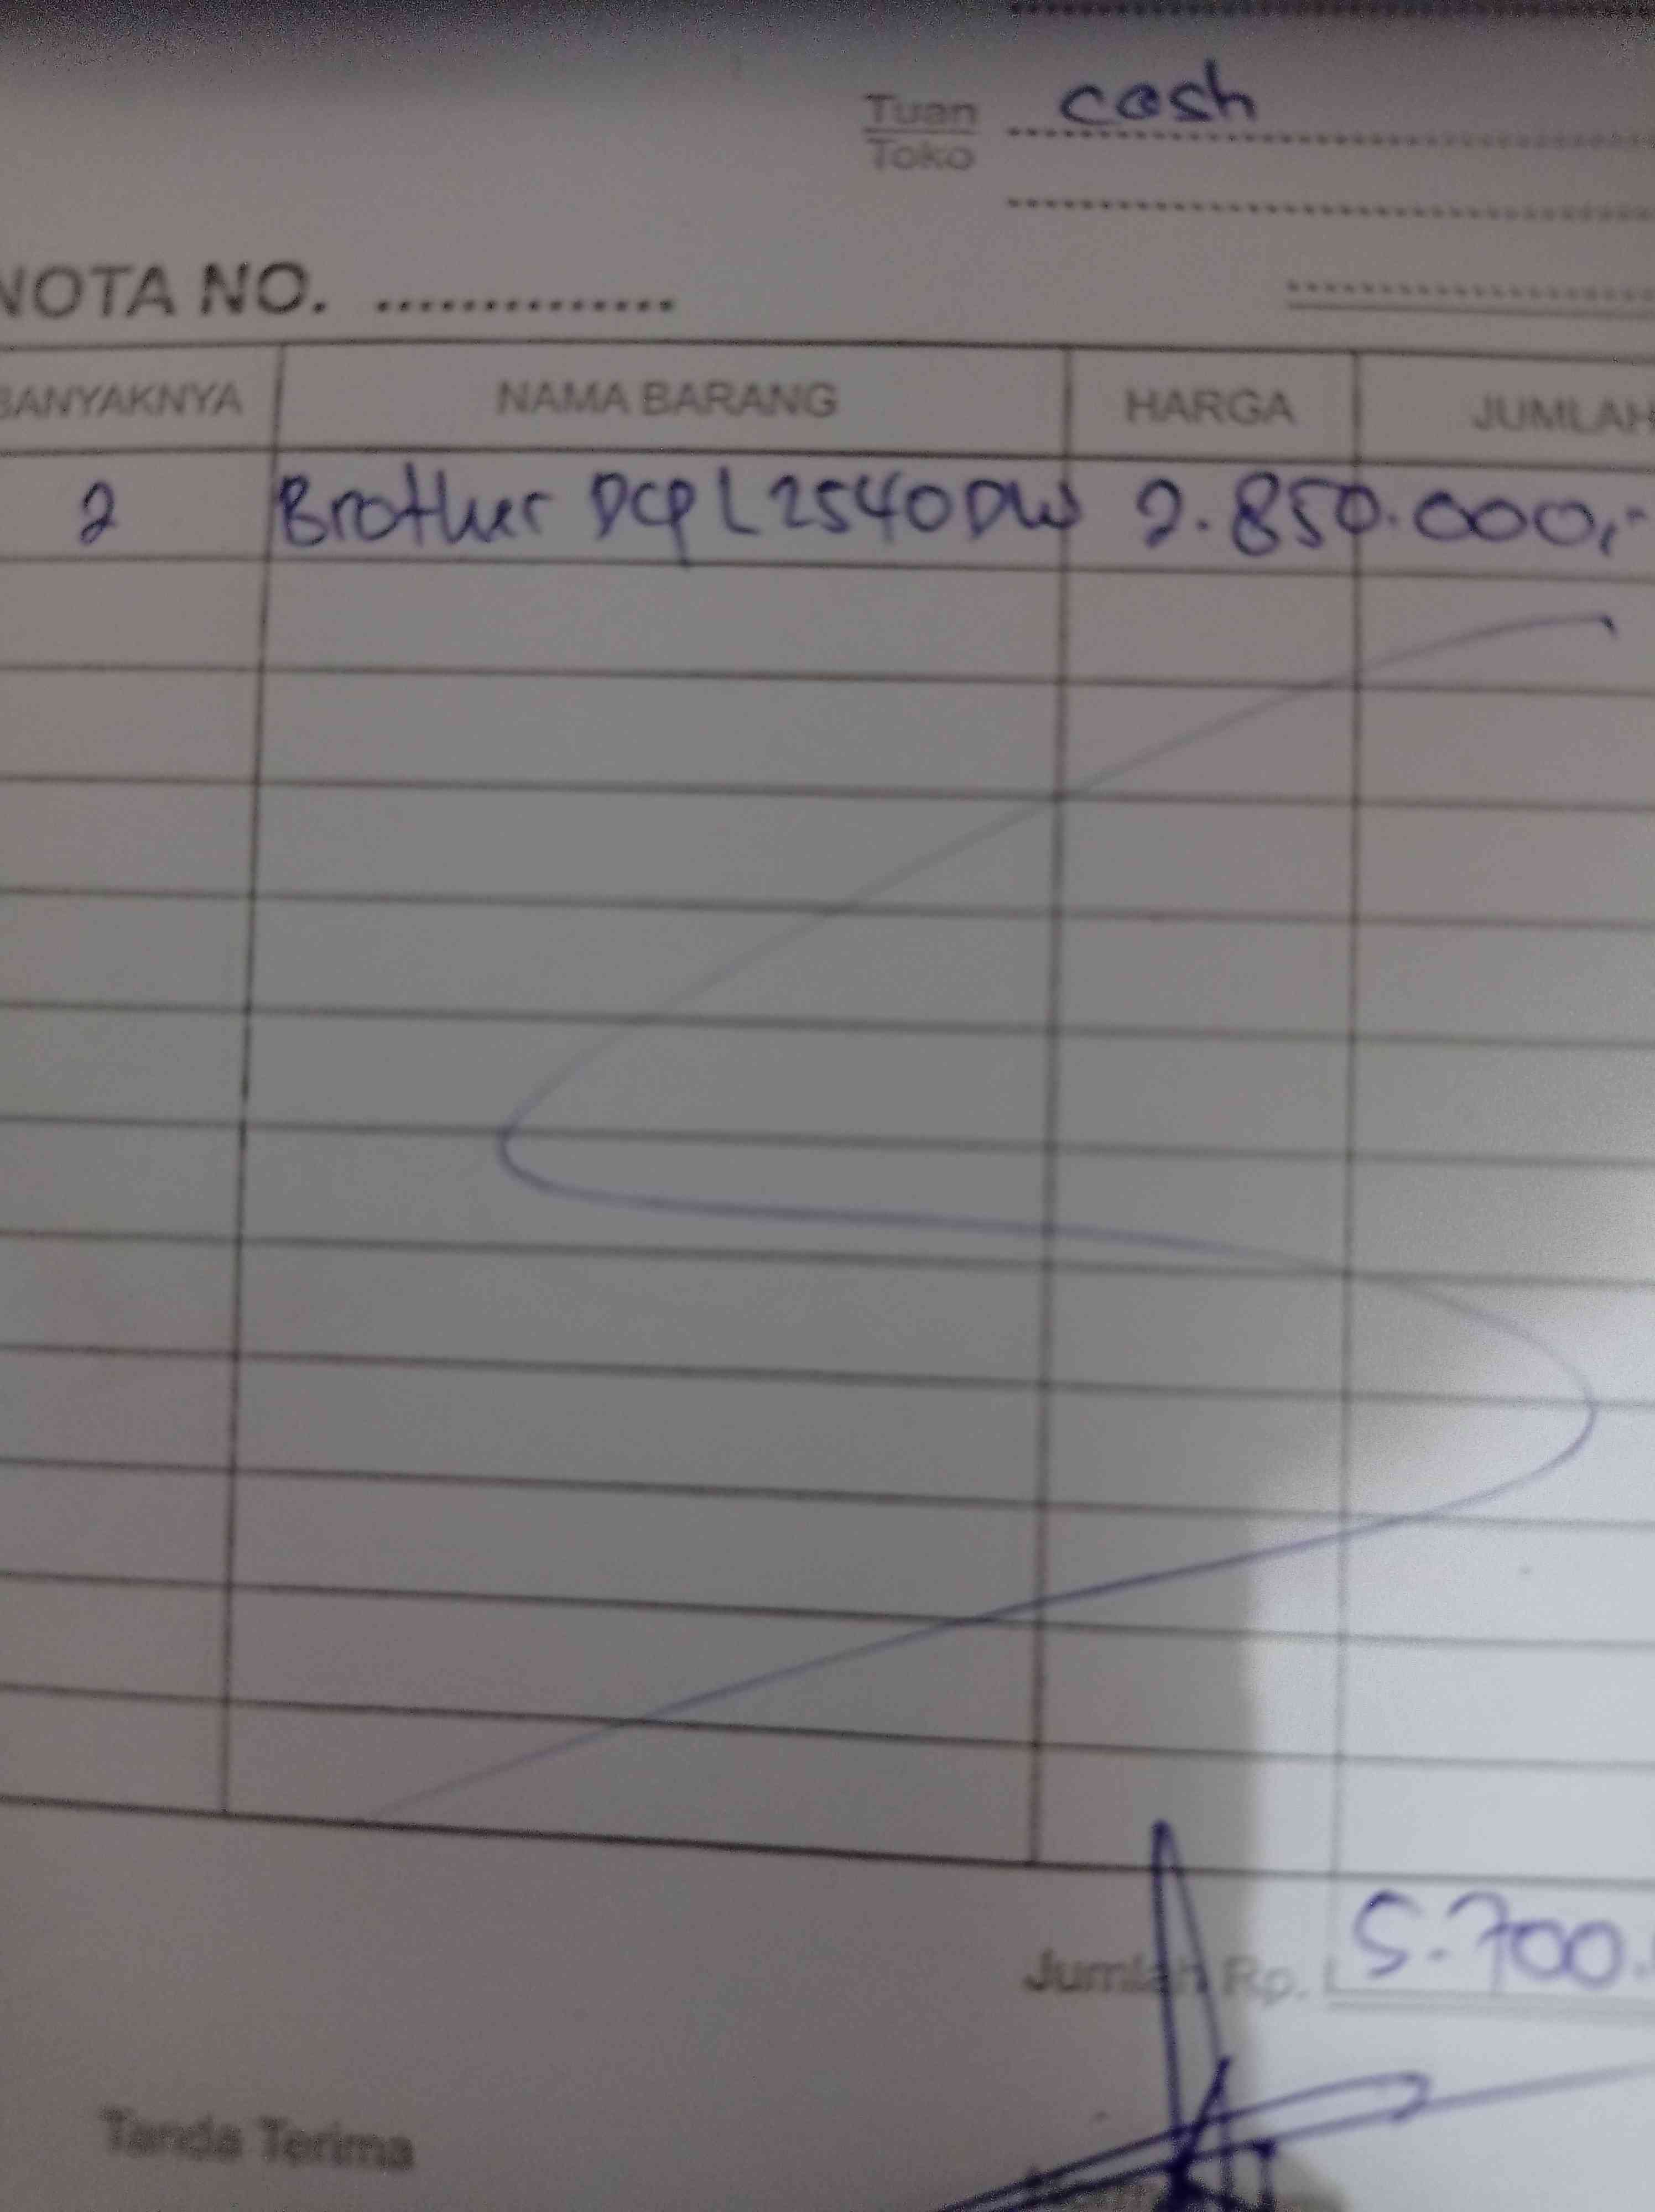 Tuan cash
Toko
NOTA NO. ..............
BANYAKNYA NAMA BARANG HARGA JUMLAH
2 Brother DCP L2540DW 2.850.000,-
Jumlah Rp. 5.700.
Tanda Terima